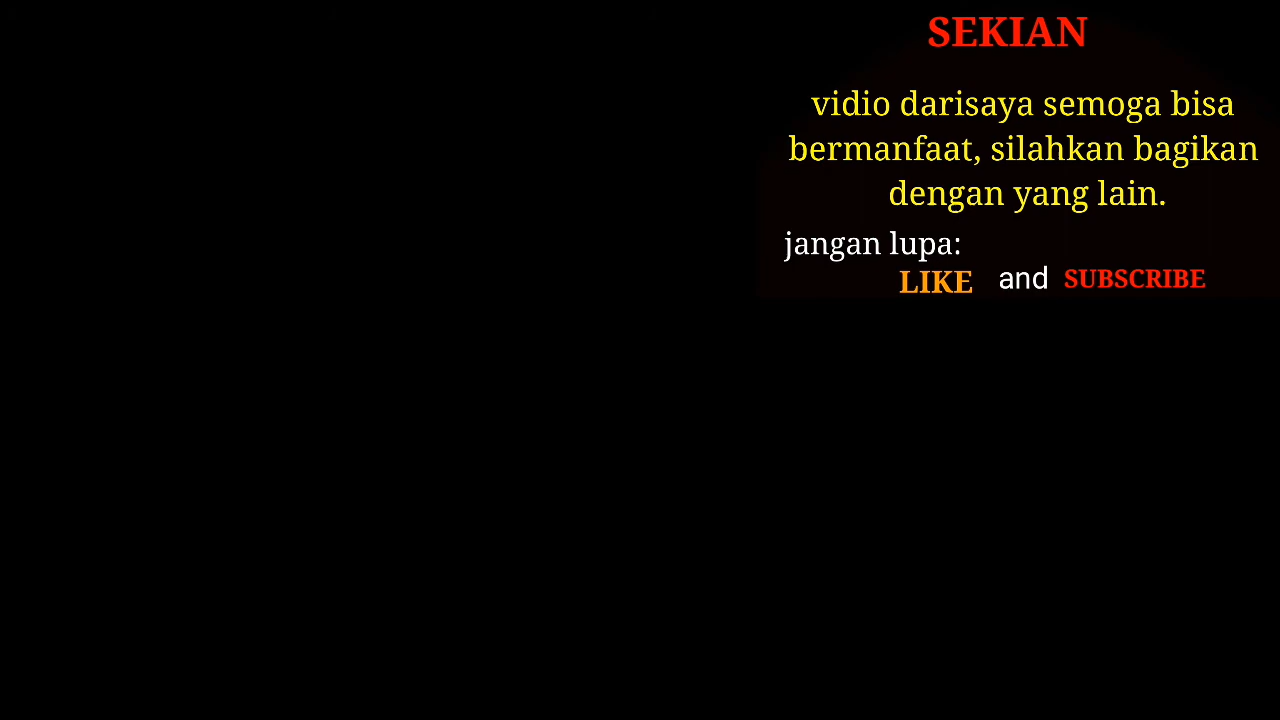 SEKIAN
vidio darisaya semoga bisa
bermanfaat, silahkan bagikan
dengan yang lain.
jangan lupa:
LIKE and SUBSCRIBE